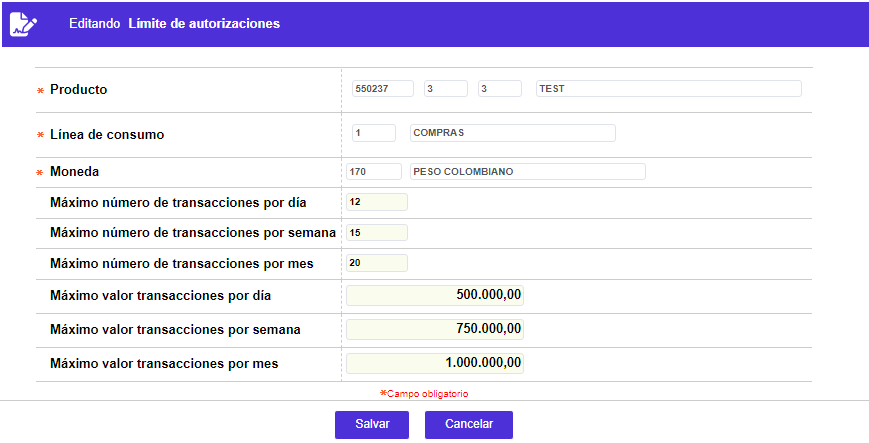 Editando Límite de autorizaciones
* Producto 550237 3 3 TEST
* Línea de consumo 1 COMPRAS
* Moneda 170 PESO COLOMBIANO
Máximo número de transacciones por día 12
Máximo número de transacciones por semana 15
Máximo número de transacciones por mes 20
Máximo valor transacciones por día 500.000,00
Máximo valor transacciones por semana 750.000,00
Máximo valor transacciones por mes 1.000.000,00
*Campo obligatorio
Salvar Cancelar